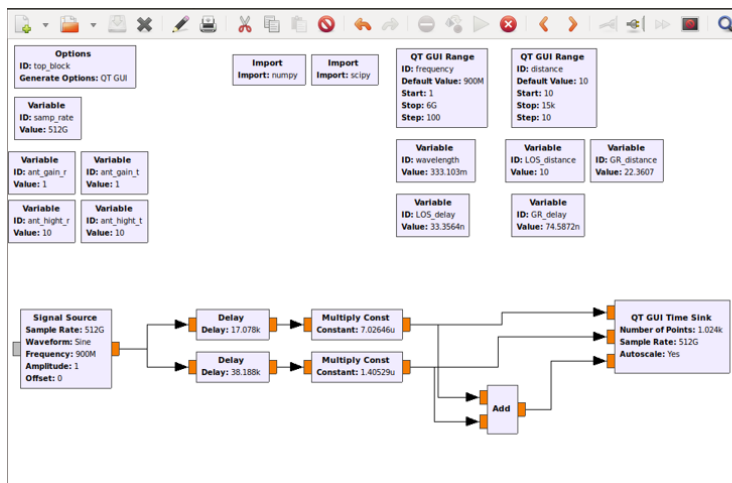 Options
ID: top_block
Generate Options: QT GUI
Import
Import: numpy
Import
Import: scipy
QT GUI Range
ID: frequency
Default Value: 900M
Start: 1
Stop: 6G
Step: 100
QT GUI Range
ID: distance
Default Value: 10
Start: 10
Stop: 15k
Step: 10
Variable
ID: samp_rate
Value: 512G
Variable
ID: ant_gain_r
Value: 1
Variable
ID: ant_gain_t
Value: 1
Variable
ID: wavelength
Value: 333.103m
Variable
ID: LOS_distance
Value: 10
Variable
ID: GR_distance
Value: 22.3607
Variable
ID: ant_hight_r
Value: 10
Variable
ID: ant_hight_t
Value: 10
Variable
ID: LOS_delay
Value: 33.3564n
Variable
ID: GR_delay
Value: 74.5872n
Signal Source
Sample Rate: 512G
Waveform: Sine
Frequency: 900M
Amplitude: 1
Offset: 0
Delay
Delay: 17.078k
Multiply Const
Constant: 7.02646u
Delay
Delay: 38.188k
Multiply Const
Constant: 1.40529u
Add
QT GUI Time Sink
Number of Points: 1.024k
Sample Rate: 512G
Autoscale: Yes